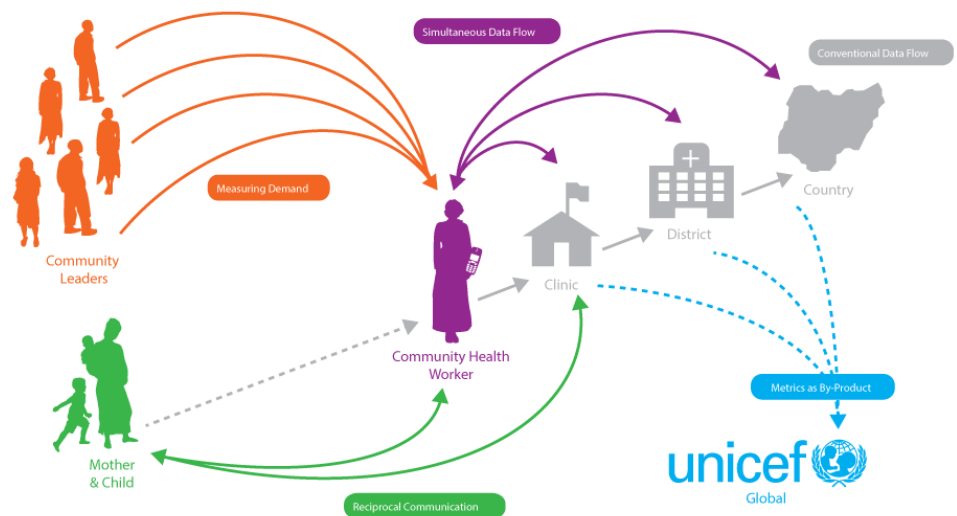 Simultaneous Data Flow
Conventional Data Flow
Measuring Demand
Country
District
Community
Leaders
Clinic
Community Health
Worker
Metrics as By-Product
unicef
Global
Mother
& Child
Reciprocal Communication